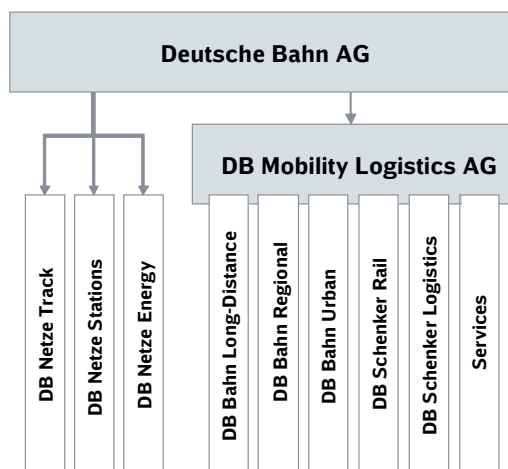 Deutsche Bahn AG
DB Mobility Logistics AG
DB Netze Track
DB Netze Stations
DB Netze Energy
DB Bahn Long-Distance
DB Bahn Regional
DB Bahn Urban
DB Schenker Rail
DB Schenker Logistics
Services